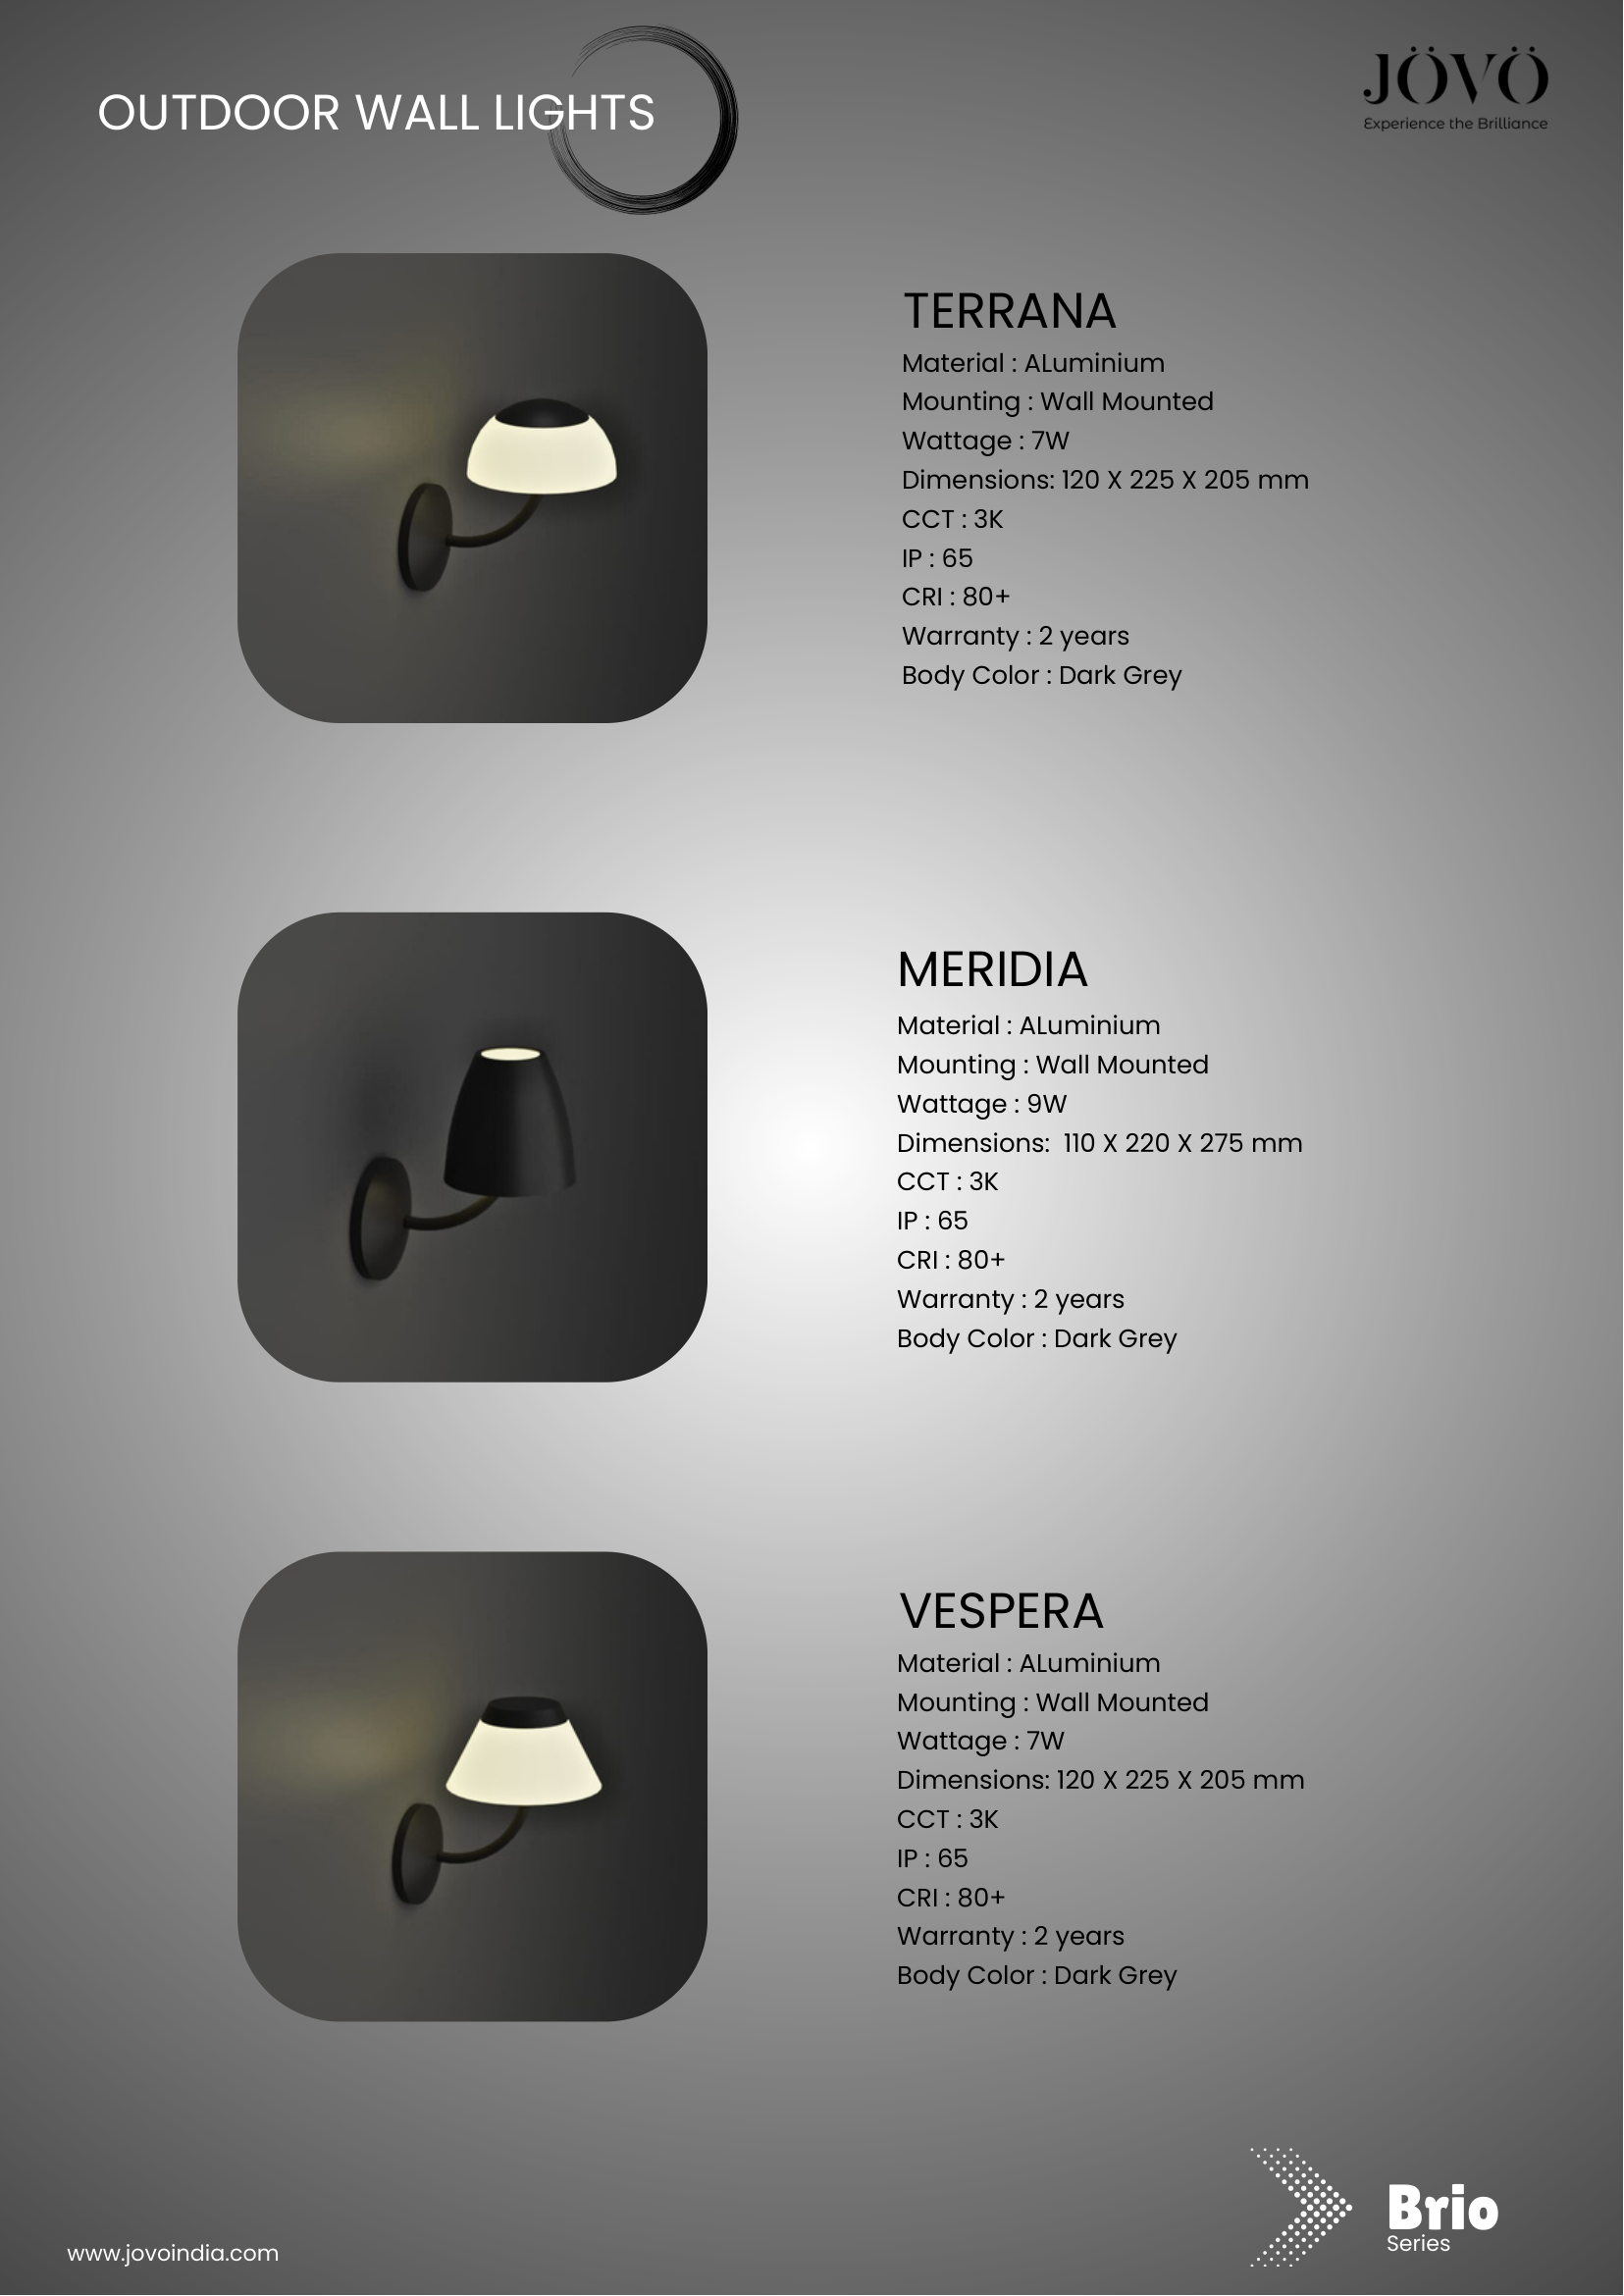 OUTDOOR WALL LIGHTS
JÖVÖ
Experience the Brilliance
TERRANA
Material : ALuminium
Mounting : Wall Mounted
Wattage : 7W
Dimensions: 120 X 225 X 205 mm
CCT : 3K
IP : 65
CRI : 80+
Warranty : 2 years
Body Color : Dark Grey
MERIDIA
Material : ALuminium
Mounting : Wall Mounted
Wattage : 9W
Dimensions:  110 X 220 X 275 mm
CCT : 3K
IP : 65
CRI : 80+
Warranty : 2 years
Body Color : Dark Grey
VESPERA
Material : ALuminium
Mounting : Wall Mounted
Wattage : 7W
Dimensions: 120 X 225 X 205 mm
CCT : 3K
IP : 65
CRI : 80+
Warranty : 2 years
Body Color : Dark Grey
www.jovoindia.com
Brio
Series